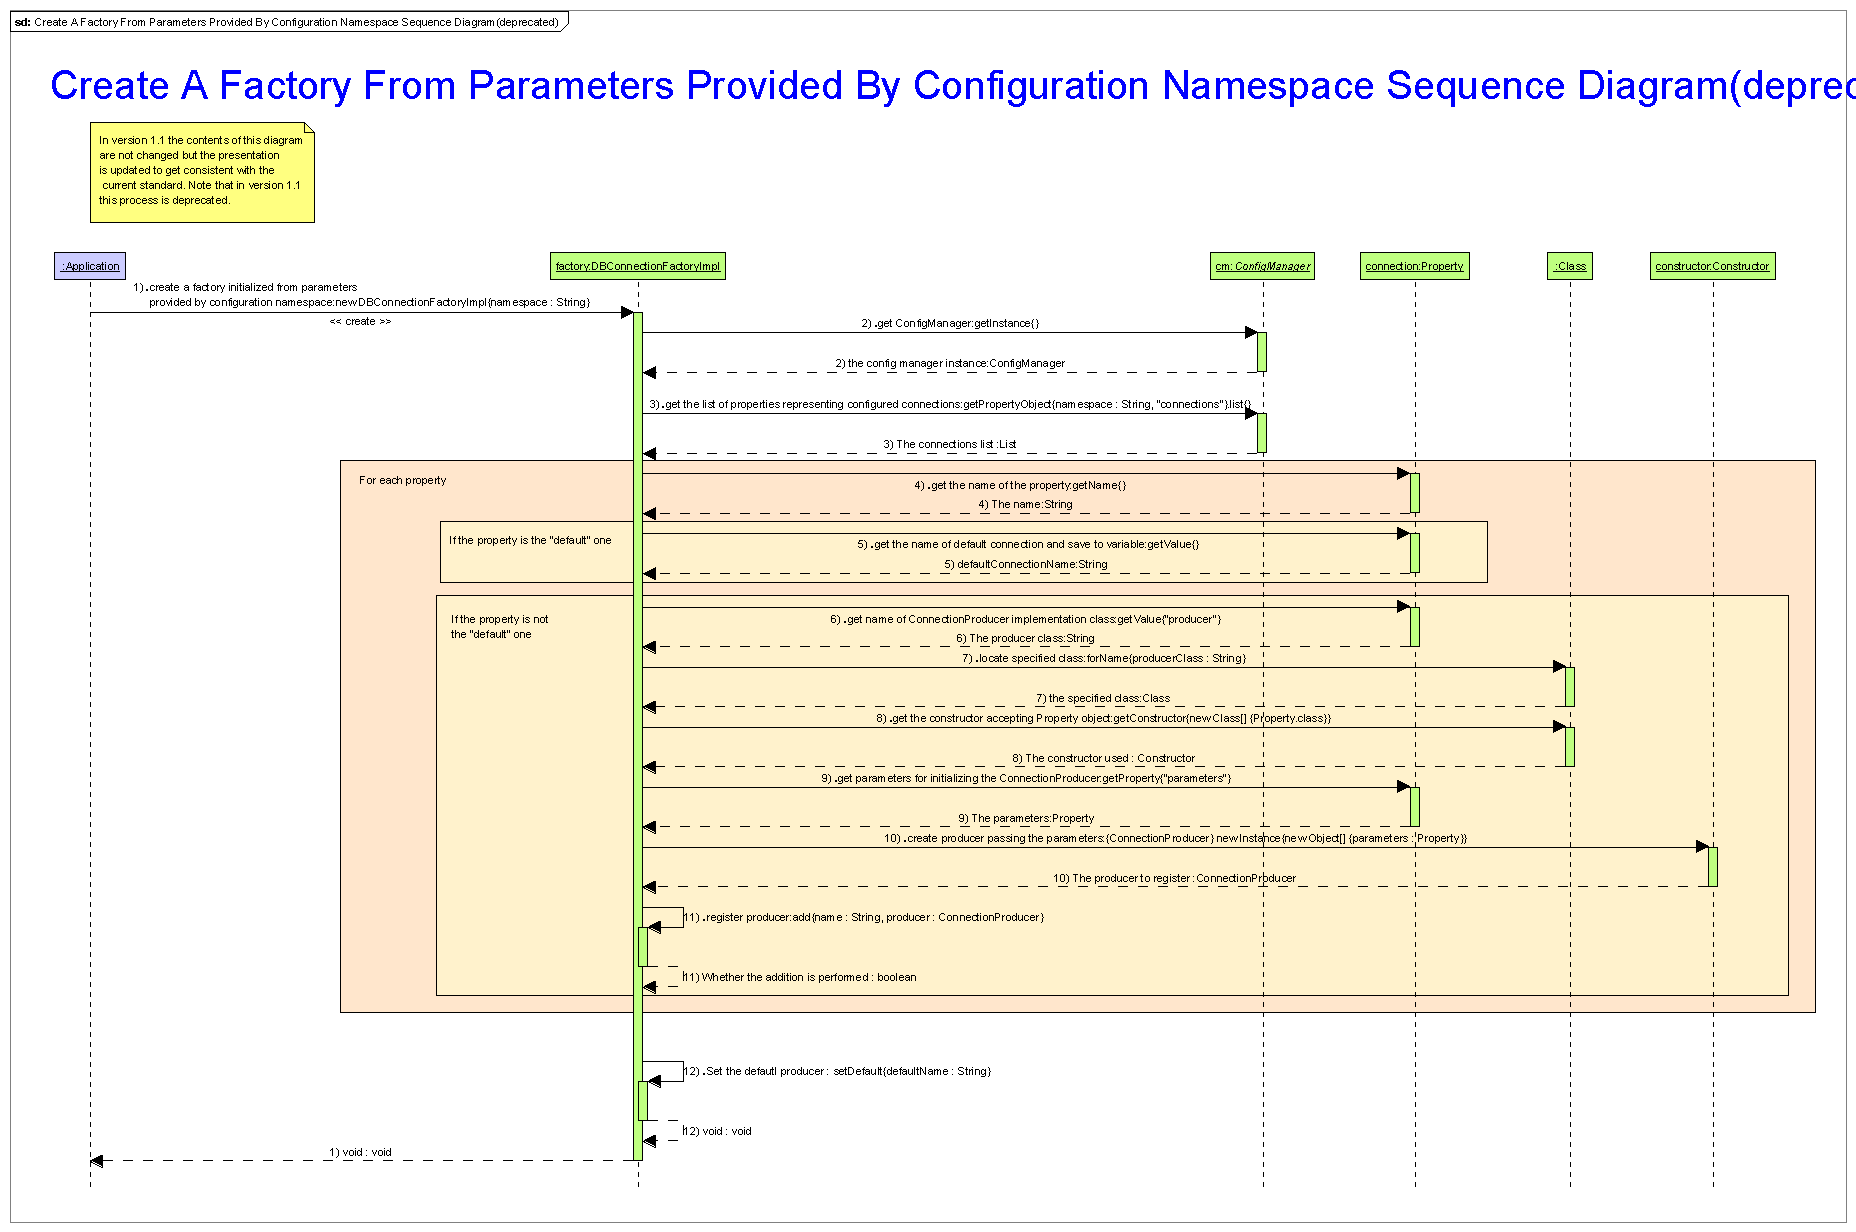 sd: Create A Factory From Parameters Provided By Configuration Namespace Sequence Diagram(deprecated)
Create A Factory From Parameters Provided By Configuration Namespace Sequence Diagram(deprec
In version 1.1 the contents of this diagram
are not changed but the presentation
is updated to get consistent with the
current standard. Note that in version 1.1
this process is deprecated.
:Application
factory:DBConnectionFactoryImpl
cm: ConfigManager
connection:Property
:Class
constructor:Constructor
1) .create a factory initialized from parameters
provided by configuration namespace:new DBConnectionFactoryImpl{namespace : String}
<< create >>
2) .get ConfigManager:getInstance{}
2) the config manager instance:ConfigManager
3) .get the list of properties representing configured connections:getPropertyObject{namespace : String, "connections"}.list{}
3) The connections list :List
For each property
4) .get the name of the property:getName{}
4) The name:String
If the property is the "default" one
5) .get the name of default connection and save to variable:getValue{}
5) defaultConnectionName:String
If the property is not
the "default" one
6) .get name of ConnectionProducer implementation class:getValue{"producer"}
6) The producer class:String
7) .locate specified class:forName{producerClass : String}
7) the specified class:Class
8) .get the constructor accepting Property object:getConstructor{new Class[] {Property.class}}
8) The constructor used : Constructor
9) .get parameters for initializing the ConnectionProducer:getProperty{"parameters"}
9) The parameters:Property
10) .create producer passing the parameters:{ConnectionProducer} newInstance{new Object[] {parameters : Property}}
10) The producer to register : ConnectionProducer
11) .register producer:add{name : String, producer : ConnectionProducer}
11) Whether the addition is performed : boolean
12) .Set the defautl producer : setDefault{defaultName : String}
12) void : void
1) void : void